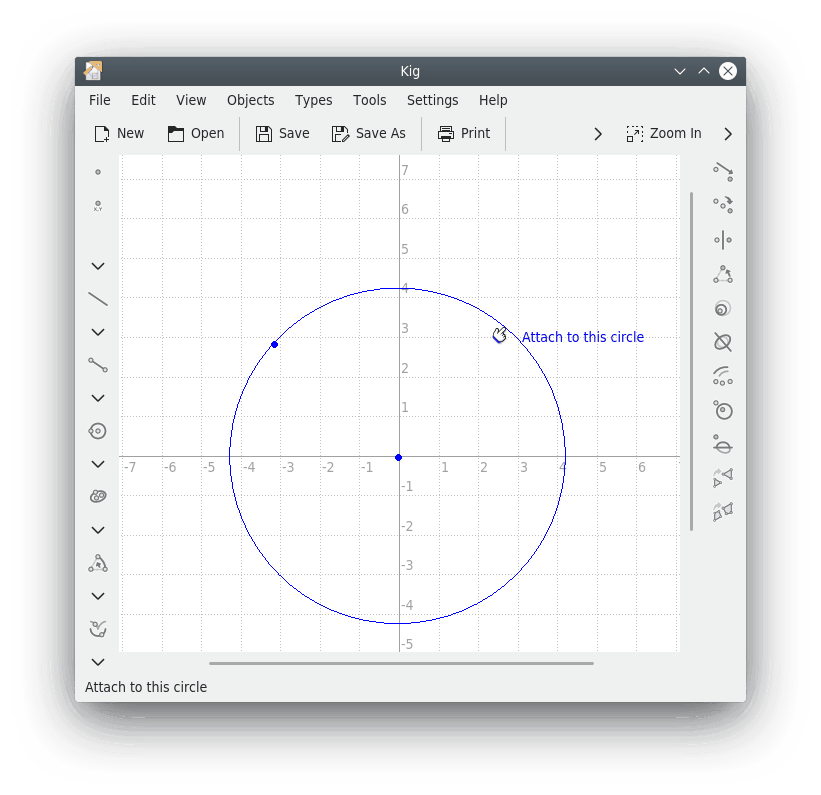 Kig
File Edit View Objects Types Tools Settings Help
New Open Save Save As Print Zoom In
x,y
7
6
5
4
3
Attach to this circle
2
1
-7 -6 -5 -4 -3 -2 -1 1 2 3 4 5 6
-1
-2
-3
-4
-5
Attach to this circle